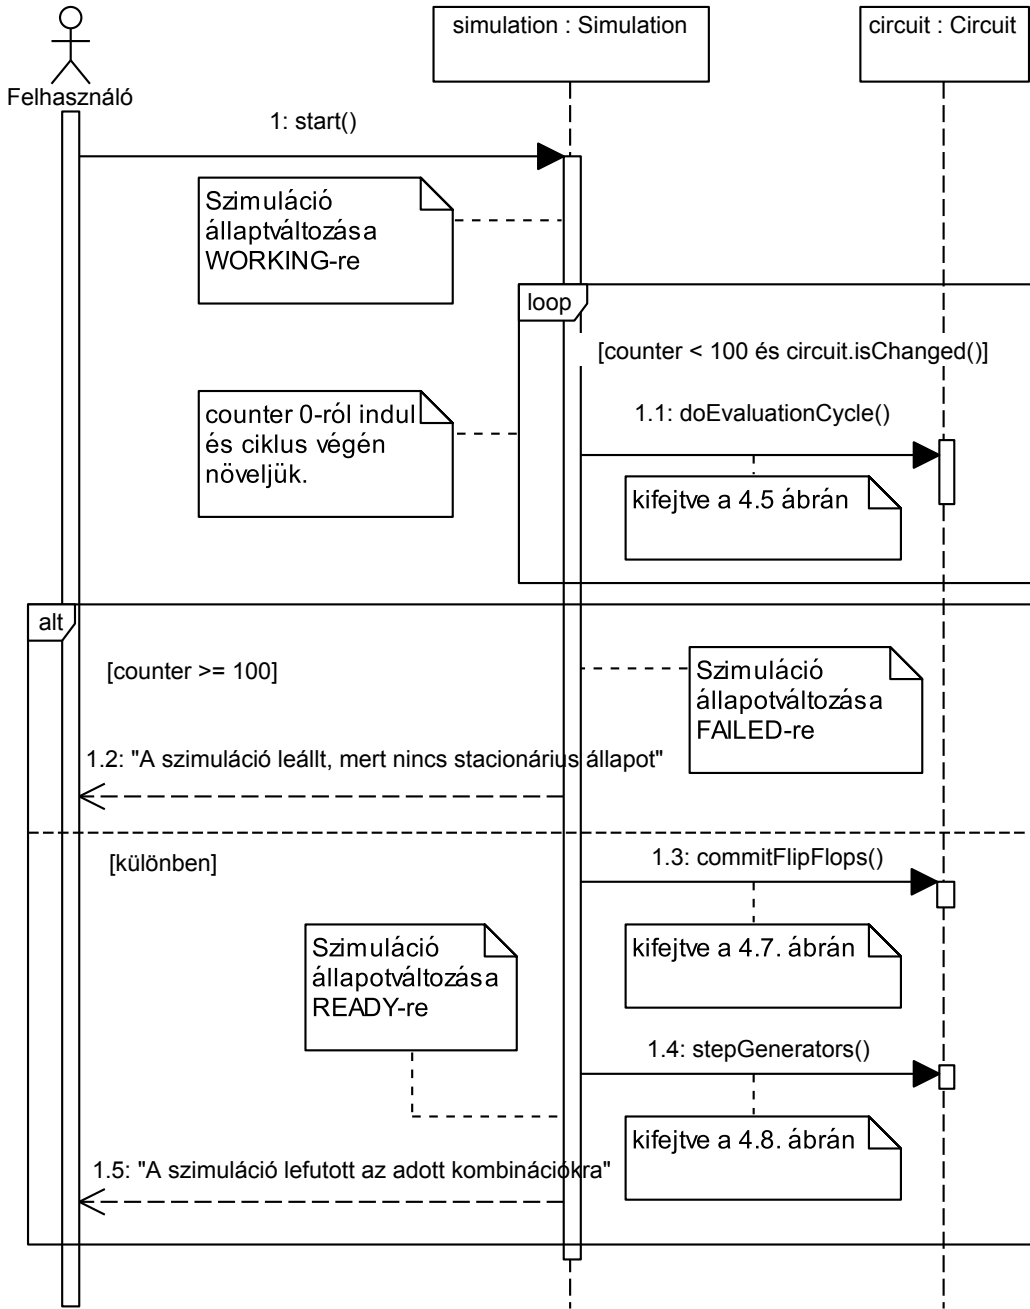 simulation : Simulation
circuit : Circuit
Felhasználó
1: start()
Szimuláció
állaptváltozása
WORKING-re
loop
[counter < 100 és circuit.isChanged()]
counter 0-ról indul
és ciklus végén
növeljük.
1.1: doEvaluationCycle()
kifejtve a 4.5 ábrán
alt
[counter >= 100]
Szimuláció
állapotváltozása
FAILED-re
1.2: "A szimuláció leállt, mert nincs stacionárius állapot"
[különben]
1.3: commitFlipFlops()
kifejtve a 4.7. ábrán
Szimuláció
állapotváltozása
READY-re
1.4: stepGenerators()
kifejtve a 4.8. ábrán
1.5: "A szimuláció lefutott az adott kombinációkra"